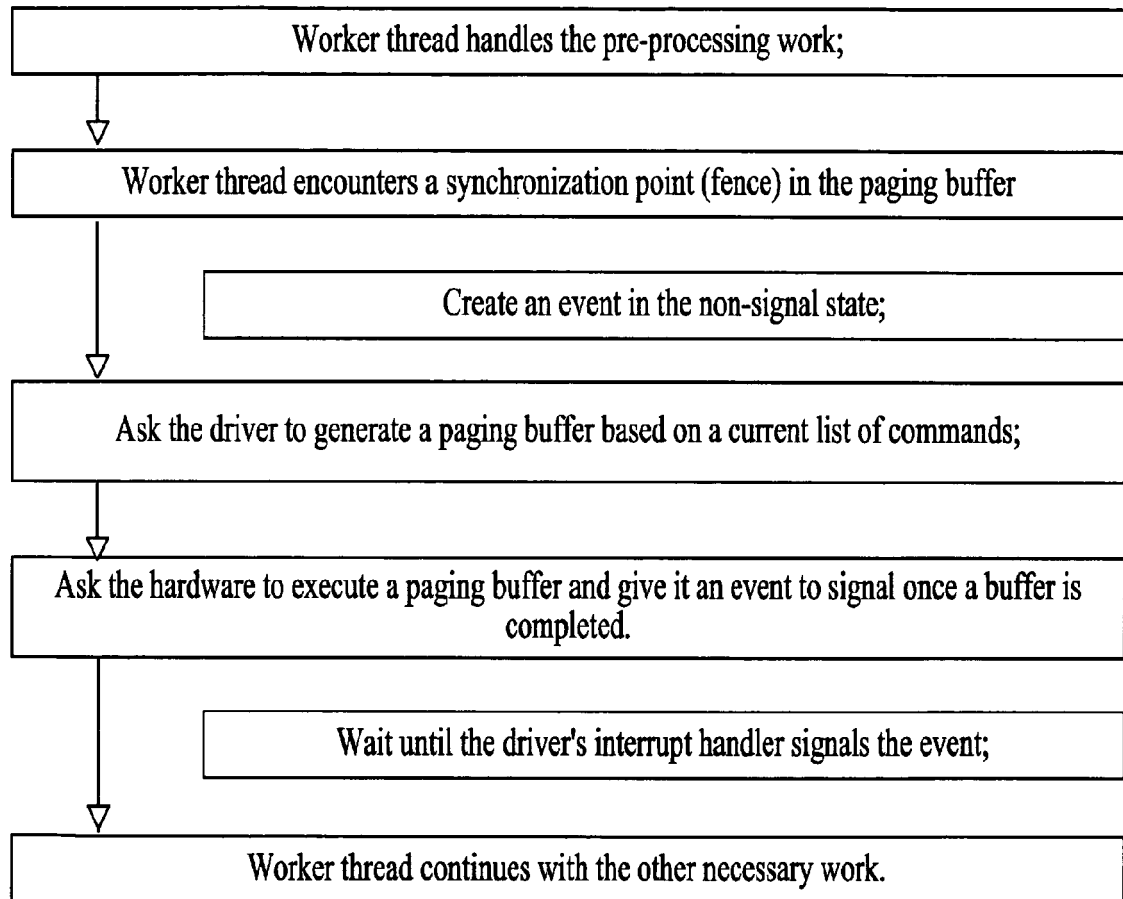 Worker thread handles the pre-processing work;
Worker thread encounters a synchronization point (fence) in the paging buffer
Create an event in the non-signal state;
Ask the driver to generate a paging buffer based on a current list of commands;
Ask the hardware to execute a paging buffer and give it an event to signal once a buffer is
completed.
Wait until the driver's interrupt handler signals the event;
Worker thread continues with the other necessary work.